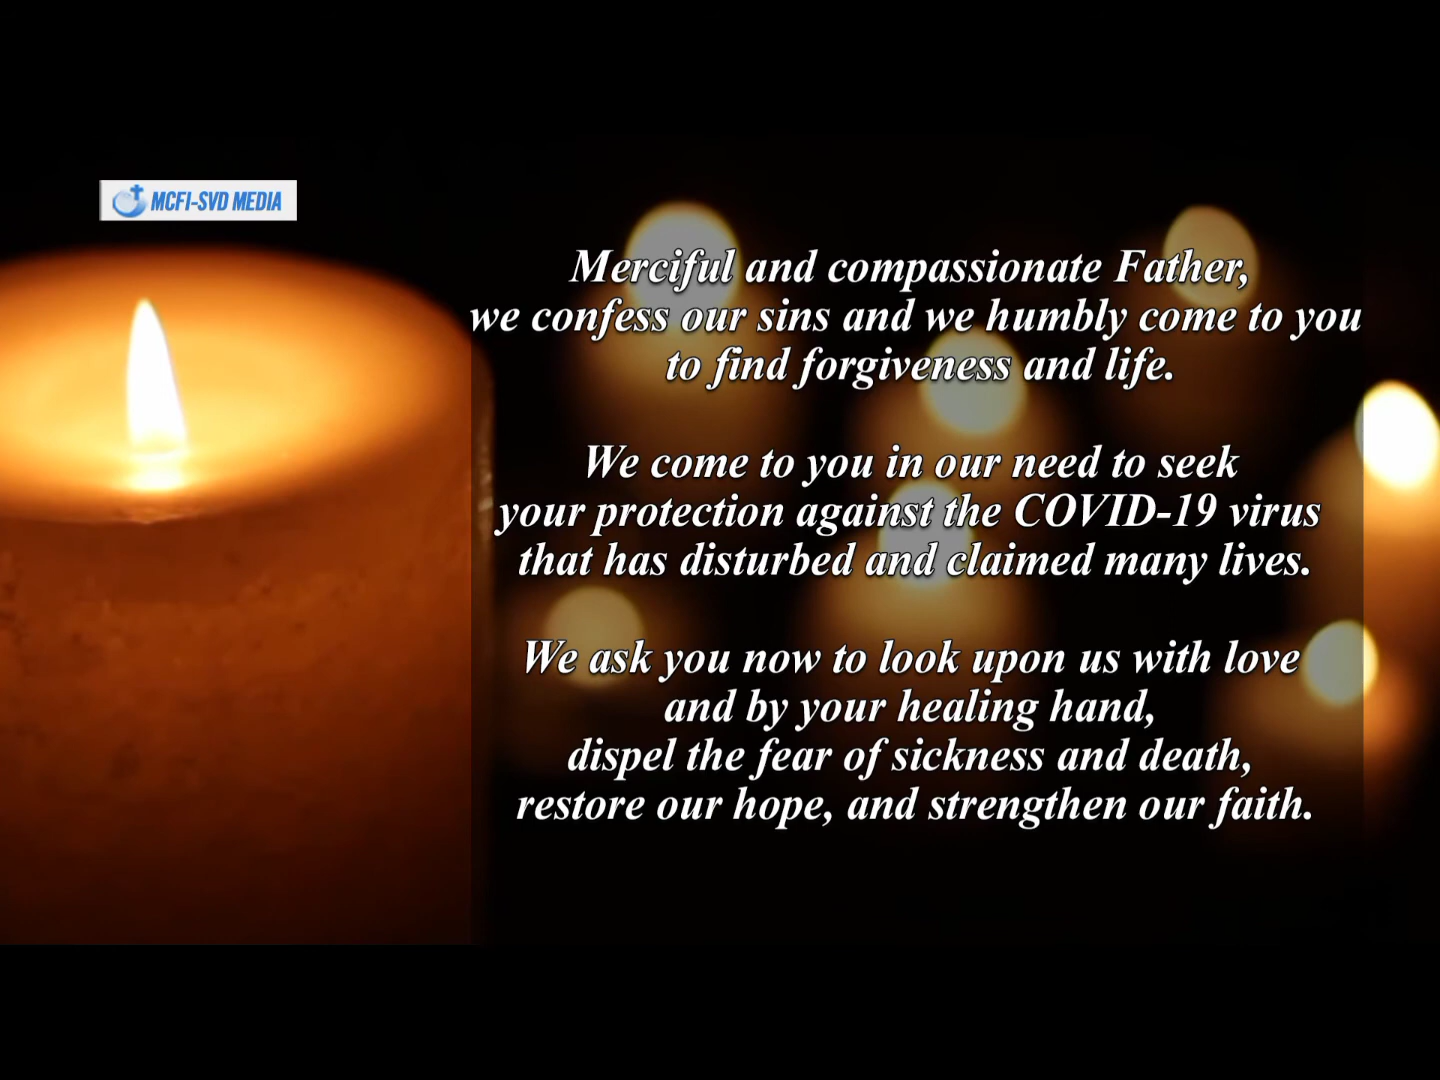 MCFI-SVD MEDIA
Merciful and compassionate Father,
we confess our sins and we humbly come to you
to find forgiveness and life.
We come to you in our need to seek
your protection against the COVID-19 virus
that has disturbed and claimed many lives.
We ask you now to look upon us with love
and by your healing hand,
dispel the fear of sickness and death,
restore our hope, and strengthen our faith.